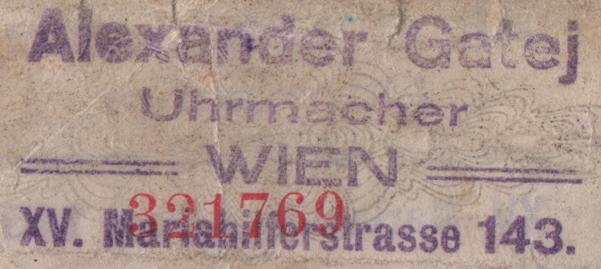 Alexander Gatej
Uhrmacher
WIEN
321769
XV. Mariahilferstrasse 143.